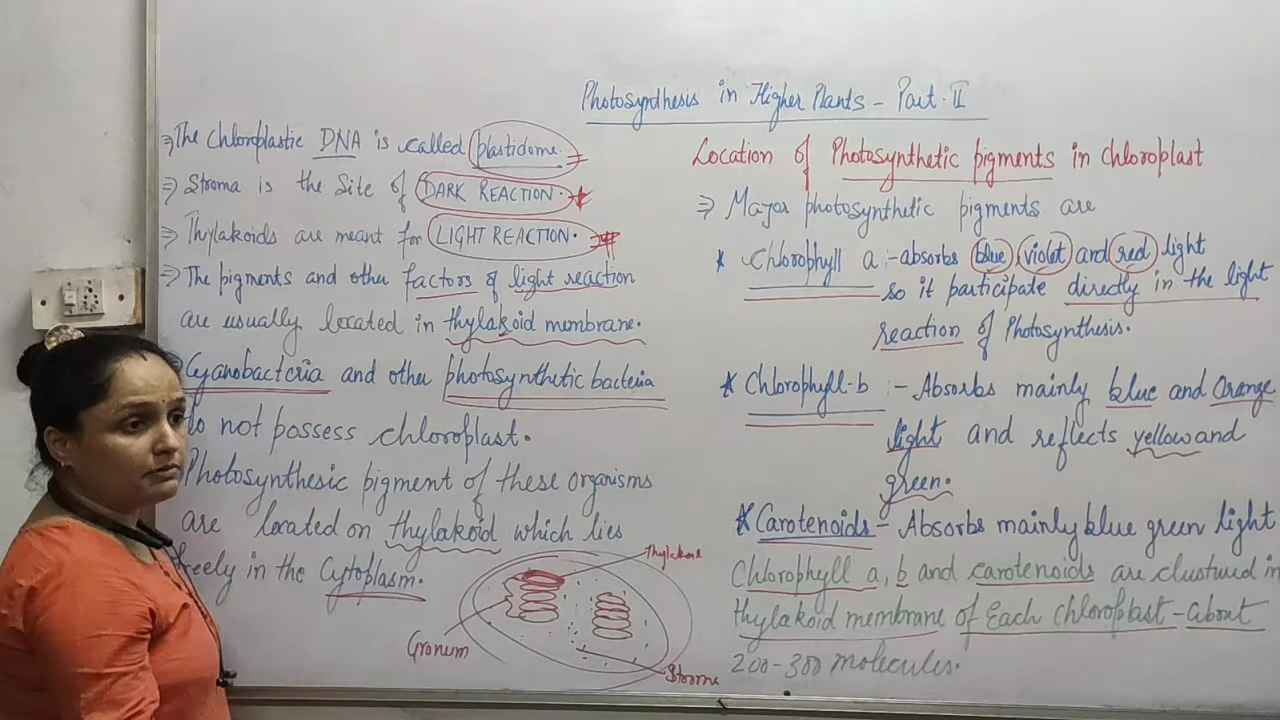 Photosynthesis in Higher Plants - Part. II
⇒ The Chloroplastic DNA is called plastidome.
⇒ Stroma is the Site of DARK REACTION.
⇒ Thylakoids are meant for LIGHT REACTION.
⇒ The pigments and other factors of light reaction
are usually located in thylakoid membrane.
Cyanobacteria and other photosynthetic bacteria
do not possess chloroplast.
Photosynthesic pigment of these organisms
are located on thylakoid which lies
freely in the Cytoplasm.
Thylakoid
Granum
Stroma
Location of Photosynthetic pigments in Chloroplast
⇒ Major photosynthetic pigments are
* Chlorophyll a :- absorbs blue, violet and red light
so it participate directly in the light
reaction of Photosynthesis.
* Chlorophyll-b :- Absorbs mainly blue and Orange
light and reflects yellow and
green.
* Carotenoids - Absorbs mainly blue green light
Chlorophyll a, b and carotenoids are clustured in
thylakoid membrane of Each chloroplast - about
200-300 molecules.